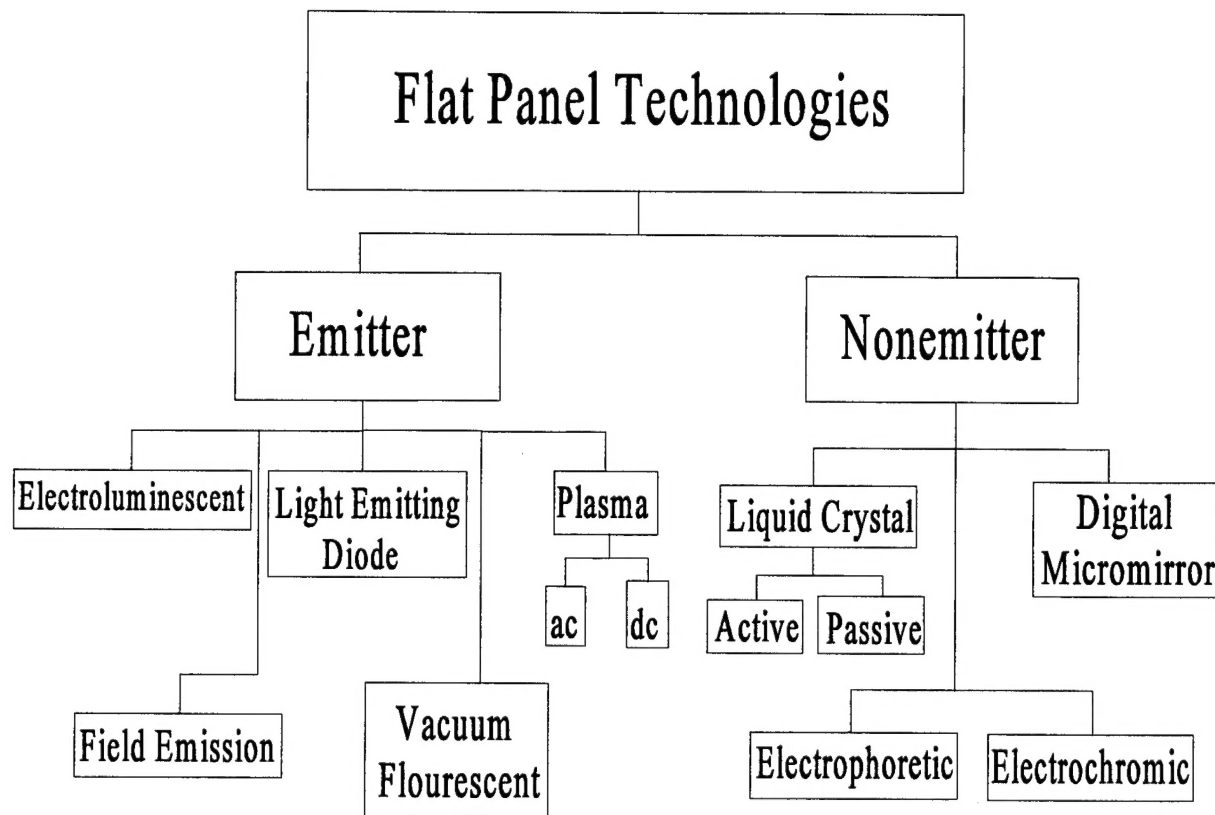 Flat Panel Technologies
Emitter
Nonemitter
Electroluminescent
Light Emitting
Diode
Plasma
Liquid Crystal
Digital
Micromirror
ac
dc
Active
Passive
Field Emission
Vacuum
Flourescent
Electrophoretic
Electrochromic